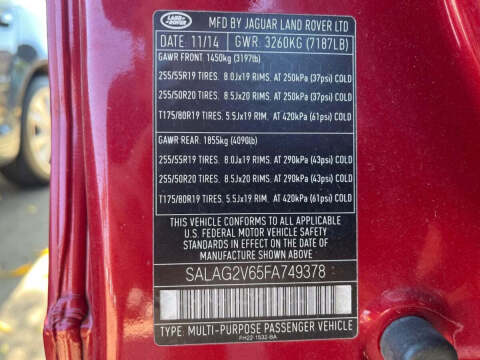 LAND ROVER
MFD BY JAGUAR LAND ROVER LTD
DATE 11/14 GWR: 3260KG (7187LB)
GAWR FRONT 1450kg (3197lb)
255/55R19 TIRES. 8.0Jx19 RIMS. AT 250kPa (37psi) COLD
255/50R20 TIRES. 8.5Jx20 RIMS. AT 250kPa (37psi) COLD
T175/80R19 TIRES. 5.5Jx19 RIM. AT 420kPa (61psi) COLD
GAWR REAR. 1855kg (4090lb)
255/55R19 TIRES. 8.0Jx19 RIMS. AT 290kPa (43psi) COLD
255/50R20 TIRES. 8.5Jx20 RIMS. AT 290kPa (43psi) COLD
T175/80R19 TIRES. 5.5Jx19 RIM. AT 420kPa (61psi) COLD
THIS VEHICLE CONFORMS TO ALL APPLICABLE
U.S. FEDERAL MOTOR VEHICLE SAFETY
STANDARDS IN EFFECT ON THE DATE OF
MANUFACTURE SHOWN ABOVE.
SALAG2V65FA749378
TYPE: MULTI-PURPOSE PASSENGER VEHICLE
FH22-1532-BA